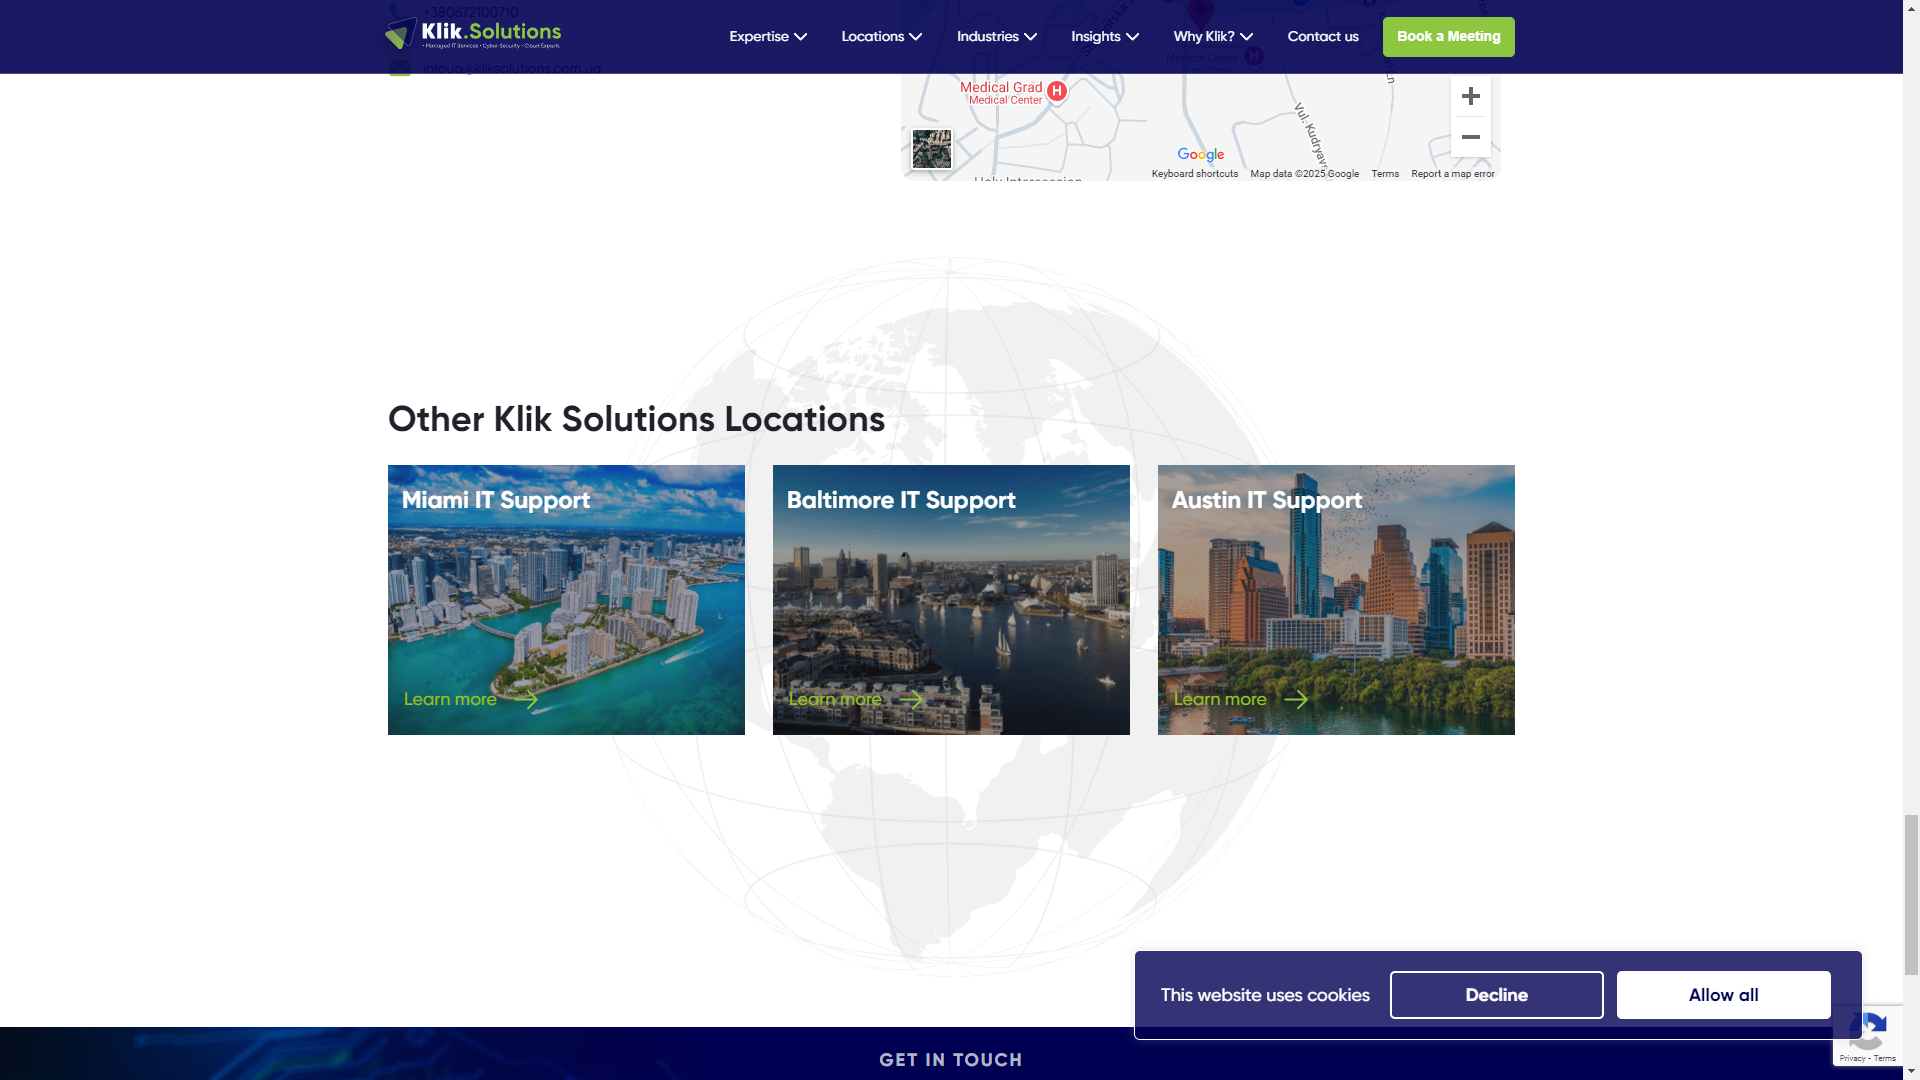 +380672100710
Klik.Solutions
• Managed IT Services • Cyber Security • Cloud Experts
Expertise
Locations
Industries
Insights
Why Klik?
Contact us
Book a Meeting
infoua@kliksolutions.com.ua
Medical Center
Medical Grad
Medical Center
Vul. Kudryavs
Google
Keyboard shortcuts
Map data ©2025 Google
Terms
Report a map error
Other Klik Solutions Locations
Miami IT Support
Baltimore IT Support
Austin IT Support
Learn more
Learn more
Learn more
This website uses cookies
Decline
Allow all
GET IN TOUCH
Privacy - Terms